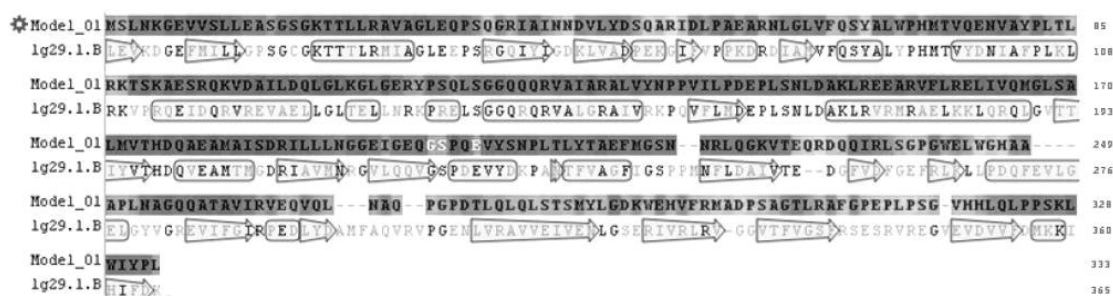 Model_01 MSLNKGEVVSLLEASGSGKTTLLRAVAGLEQPSQGRIAINNDVLYDSQARIDLPAEARNLGLVFQSYALWPHMTVQENVAYPLTL 85
1g29.1.B LEVKDGEFMILLGPSGCGKTTTLRMIAGLEEPSRGQIYIGDKLVADPEKGIFVPPKDRDIAMVFQSYALYPHMTVYDNIAFPLKL 108
Model_01 RKTSKAESRQKVDAILDQLGLKGLGERYPSQLSGGQQQRVAIARALVYNPPVILPDEPLSNLDAKLREEARVFLRELIVQMGLSA 170
1g29.1.B RKVPRQEIDQRVREVAELLGLTELLNRKPRELSGGQRQRVALGRAIVRKPQVFLMDEPLSNLDAKLRVRMRAELKKLQRQLGVTT 193
Model_01 LMVTHDQAEAMAISDRILLLNGGEIGEQGSPQEVYSNPLTLYTAEFMGSN--NRLQGKVTEQRDQQIRLSGPGWELWGHAA---- 249
1g29.1.B IYVTHDQVEAMTMGDRIAVMNRGVLQQVGSPDEVYDKPANTFVAGFIGSPPMNFLDAIVTE--DGFVDFGEFRLKLLPDQFEVLG 276
Model_01 APLNAGQQATAVIRVEQVQL---NAQ--PGPDTLQLQLSTSMYLGDKWEHVFRMADPSAGTLRAFGPEPLPSG-VHHLQLPPSKL 328
1g29.1.B ELGYVGREVIFGIRPEDLYDAMFAQVRVPGENLVRAVVEIVENLGSERIVRLRV-GGVTFVGSFRSESRVREGVEVDVVFDMKKI 360
Model_01 WIYPL 333
1g29.1.B HIFDK 365